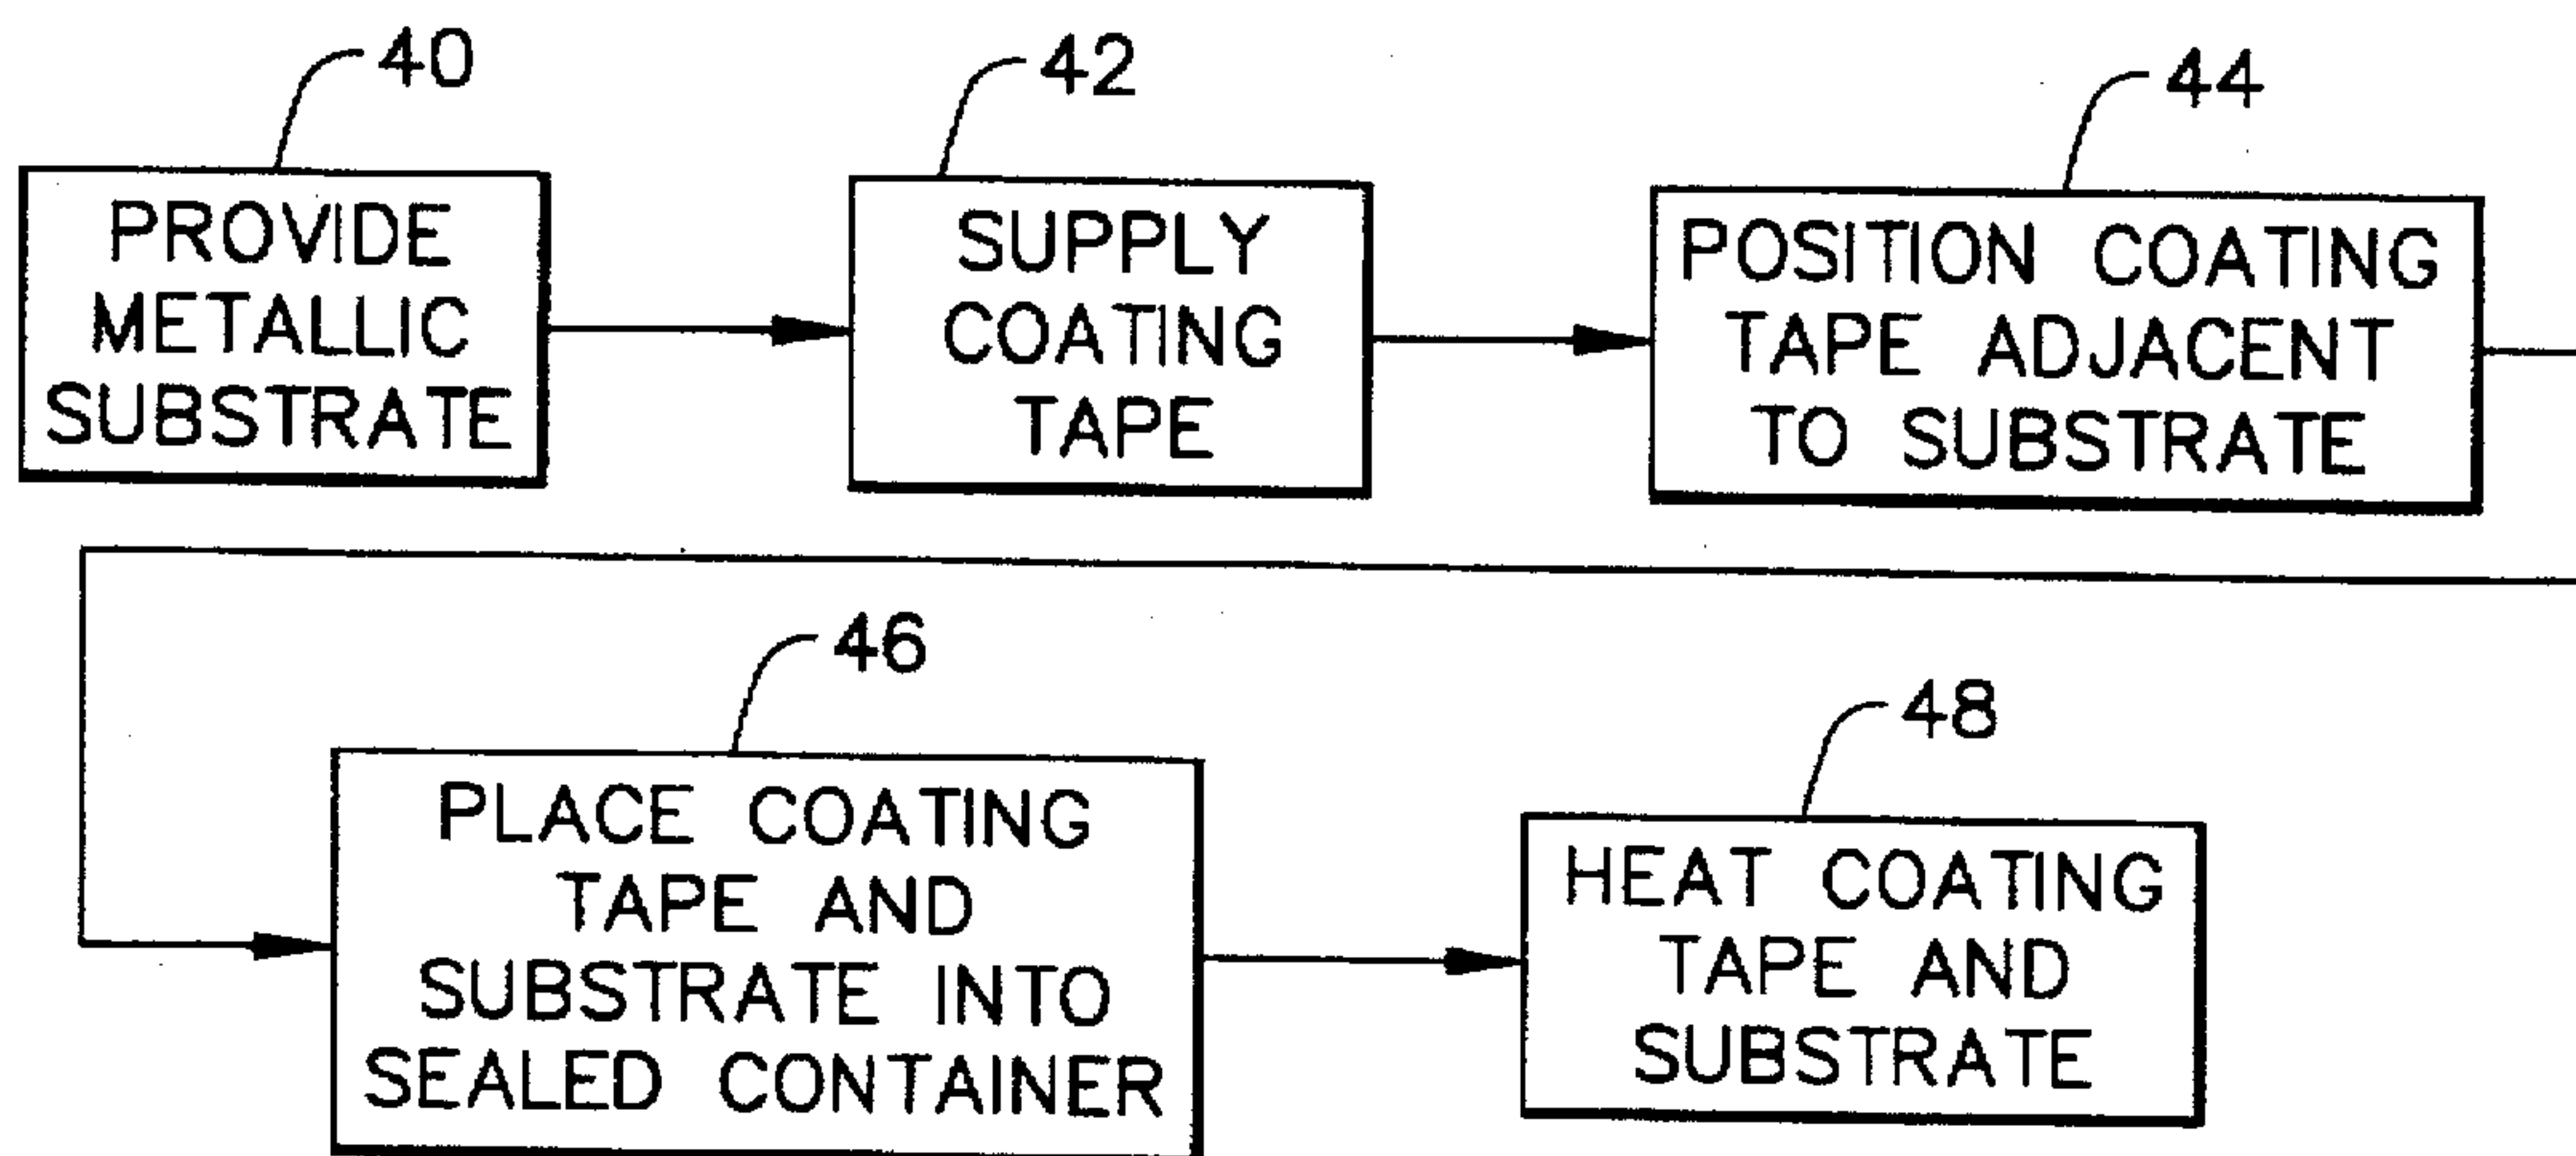 40
PROVIDE
METALLIC
SUBSTRATE
42
SUPPLY
COATING
TAPE
44
POSITION COATING
TAPE ADJACENT
TO SUBSTRATE
46
PLACE COATING
TAPE AND
SUBSTRATE INTO
SEALED CONTAINER
48
HEAT COATING
TAPE AND
SUBSTRATE